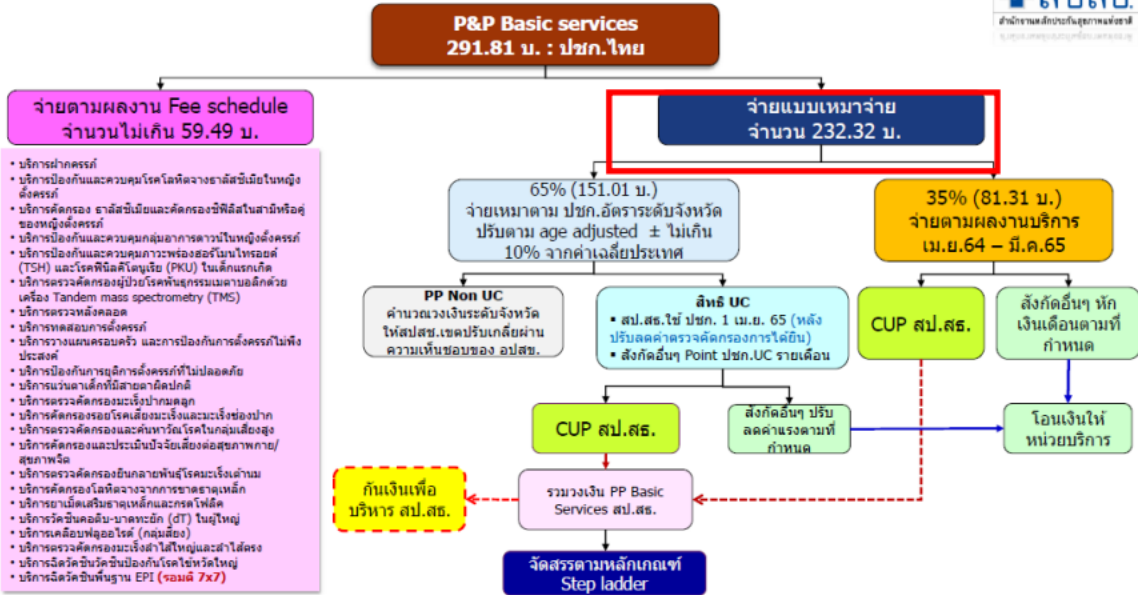 สปสช.
สำนักงานหลักประกันสุขภาพแห่งชาติ
P&P Basic services
291.81 บ. : ปชก.ไทย
จ่ายตามผลงาน Fee schedule
จำนวนไม่เกิน 59.49 บ.
• บริการฝากครรภ์
• บริการป้องกันและควบคุมโรคโลหิตจางธาลัสซีเมียในหญิง
ตั้งครรภ์
• บริการคัดกรอง ธาลัสซีเมียและคัดกรองซิฟิลิสในสามีหรือคู่
ของหญิงตั้งครรภ์
• บริการป้องกันและควบคุมกลุ่มอาการดาวน์ในหญิงตั้งครรภ์
• บริการป้องกันและควบคุมภาวะพร่องฮอร์โมนไทรอยด์
(TSH) และโรคฟีนิลคีโตนูเรีย (PKU) ในเด็กแรกเกิด
• บริการตรวจคัดกรองผู้ป่วยโรคพันธุกรรมเมตาบอลิกด้วย
เครื่อง Tandem mass spectrometry (TMS)
• บริการตรวจหลังคลอด
• บริการทดสอบการตั้งครรภ์
• บริการวางแผนครอบครัว และการป้องกันการตั้งครรภ์ไม่พึง
ประสงค์
• บริการป้องกันการยุติการตั้งครรภ์ที่ไม่ปลอดภัย
• บริการแว่นตาเด็กที่มีสายตาผิดปกติ
• บริการตรวจคัดกรองมะเร็งปากมดลูก
• บริการคัดกรองรอยโรคเสี่ยงมะเร็งและมะเร็งช่องปาก
• บริการตรวจคัดกรองและค้นหาวัณโรคในกลุ่มเสี่ยงสูง
• บริการคัดกรองและประเมินปัจจัยเสี่ยงต่อสุขภาพกาย/
สุขภาพจิต
• บริการตรวจคัดกรองยีนกลายพันธุ์โรคมะเร็งเต้านม
• บริการคัดกรองโลหิตจางจากการขาดธาตุเหล็ก
• บริการยาเม็ดเสริมธาตุเหล็กและกรดโฟลิค
• บริการวัคซีนคอตีบ-บาดทะยัก (dT) ในผู้ใหญ่
• บริการเคลือบฟลูออไรด์ (กลุ่มเสี่ยง)
• บริการตรวจคัดกรองมะเร็งลำไส้ใหญ่และลำไส้ตรง
• บริการฉีดวัคซีนวัคซีนป้องกันโรคไข้หวัดใหญ่
• บริการฉีดวัคซีนพื้นฐาน EPI (รอมติ 7x7)
จ่ายแบบเหมาจ่าย
จำนวน 232.32 บ.
65% (151.01 บ.)
จ่ายเหมาตาม ปชก.อัตราระดับจังหวัด
ปรับตาม age adjusted ± ไม่เกิน
10% จากค่าเฉลี่ยประเทศ
35% (81.31 บ.)
จ่ายตามผลงานบริการ
เม.ย.64 – มี.ค.65
PP Non UC
คำนวณวงเงินระดับจังหวัด
ให้สปสช.เขตปรับเกลี่ยผ่าน
ความเห็นชอบของ อปสข.
สิทธิ UC
▪ สป.สธ.ใช้ ปชก. 1 เม.ย. 65 (หลัง
ปรับลดค่าตรวจคัดกรองการได้ยิน)
▪ สังกัดอื่นๆ Point ปชก.UC รายเดือน
CUP สป.สธ.
สังกัดอื่นๆ หัก
เงินเดือนตามที่
กำหนด
CUP สป.สธ.
สังกัดอื่นๆ ปรับ
ลดค่าแรงตามที่
กำหนด
โอนเงินให้
หน่วยบริการ
กันเงินเพื่อ
บริหาร สป.สธ.
รวมวงเงิน PP Basic
Services สป.สธ.
จัดสรรตามหลักเกณฑ์
Step ladder